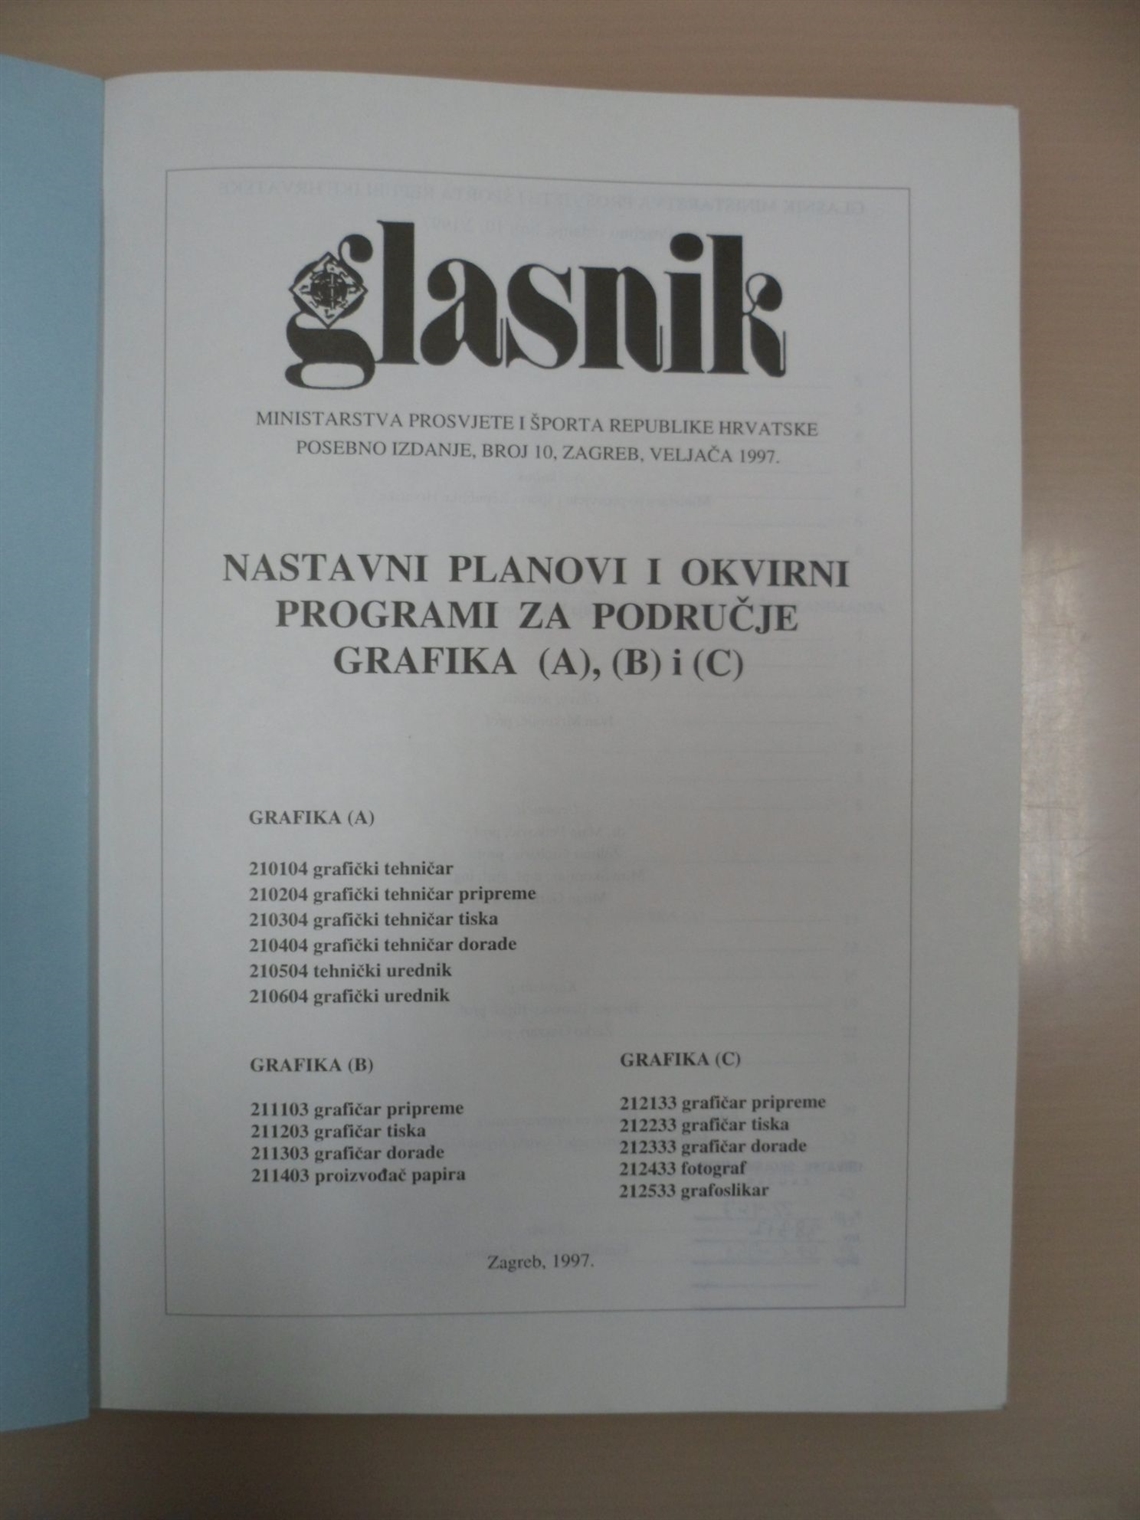 glasnik
MINISTARSTVA PROSVJETE I ŠPORTA REPUBLIKE HRVATSKE
POSEBNO IZDANJE, BROJ 10, ZAGREB, VELJAČA 1997.
NASTAVNI PLANOVI I OKVIRNI
PROGRAMI ZA PODRUČJE
GRAFIKA (A), (B) i (C)
GRAFIKA (A)
210104 grafički tehničar
210204 grafički tehničar pripreme
210304 grafički tehničar tiska
210404 grafički tehničar dorade
210504 tehnički urednik
210604 grafički urednik
GRAFIKA (B)
211103 grafičar pripreme
211203 grafičar tiska
211303 grafičar dorade
211403 proizvođač papira
GRAFIKA (C)
212133 grafičar pripreme
212233 grafičar tiska
212333 grafičar dorade
212433 fotograf
212533 grafoslikar
Zagreb, 1997.